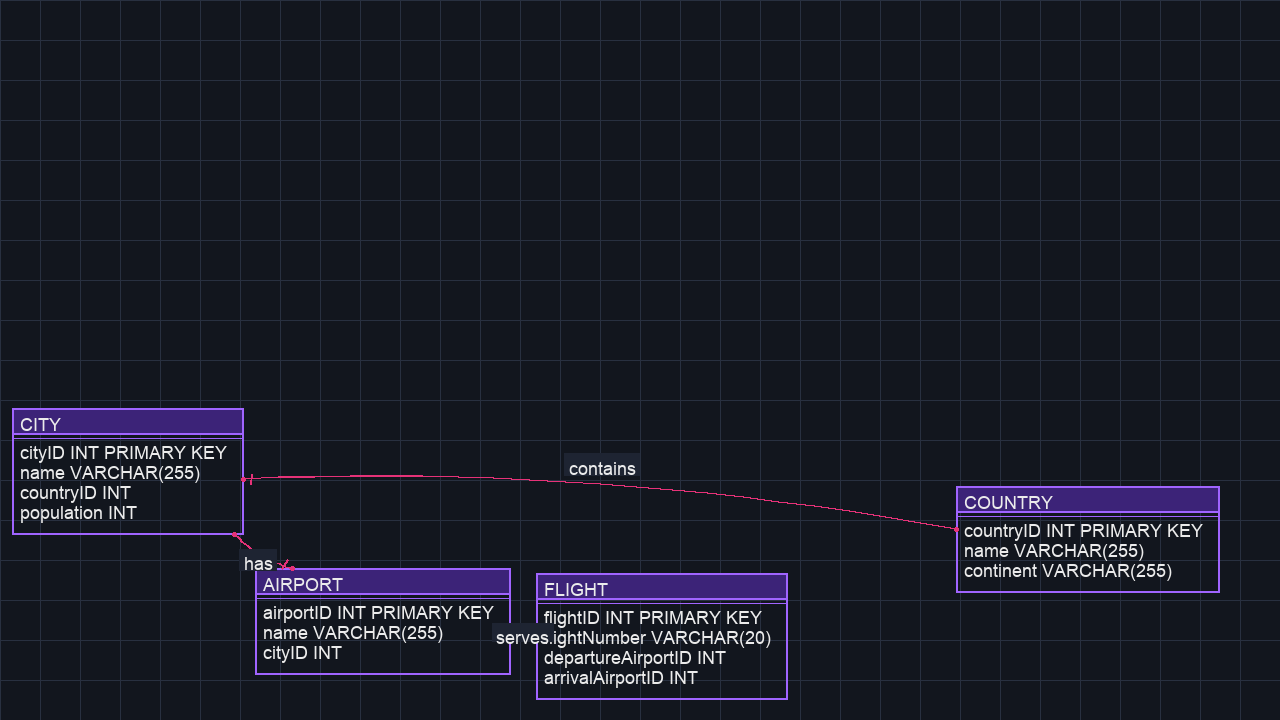 CITY
cityID INT PRIMARY KEY
name VARCHAR(255)
countryID INT
population INT
contains
COUNTRY
countryID INT PRIMARY KEY
name VARCHAR(255)
continent VARCHAR(255)
has
AIRPORT
airportID INT PRIMARY KEY
name VARCHAR(255)
cityID INT
serves
FLIGHT
flightID INT PRIMARY KEY
ightNumber VARCHAR(20)
departureAirportID INT
arrivalAirportID INT